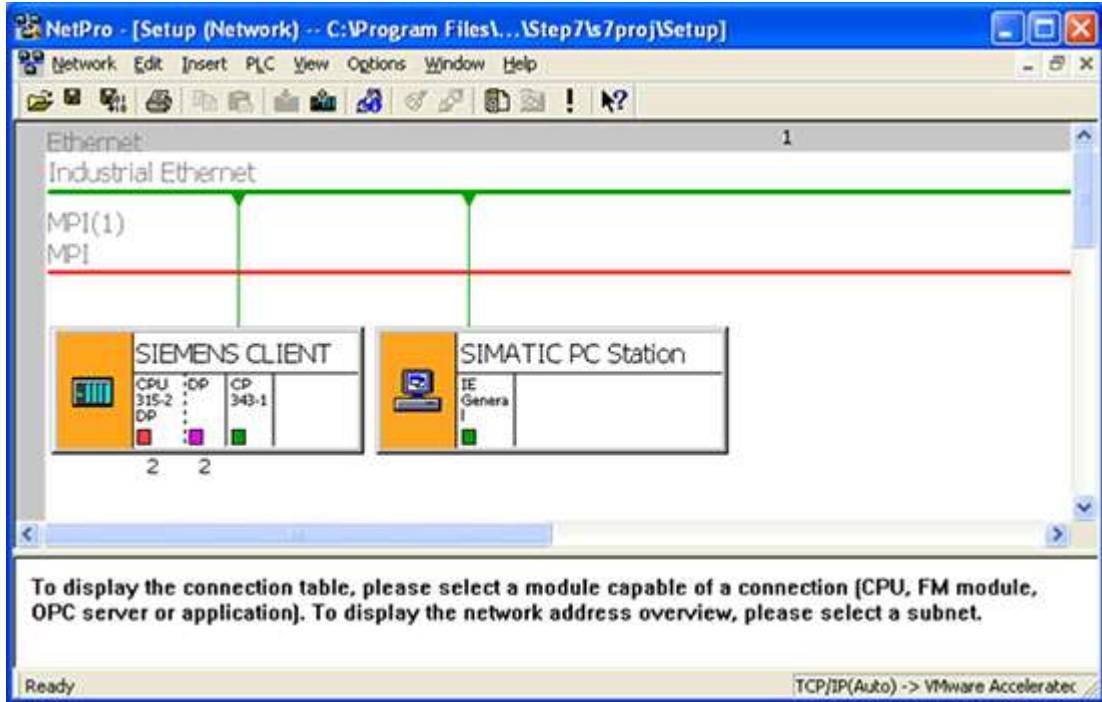 NetPro - [Setup (Network) -- C:\Program Files\...\Step7\s7proj\Setup]
Network Edit Insert PLC View Options Window Help
Ethernet 1
Industrial Ethernet
MPI(1)
MPI
SIEMENS CLIENT
CPU 315-2 DP
DP
CP 343-1
2 2
SIMATIC PC Station
IE
Genera
l
To display the connection table, please select a module capable of a connection (CPU, FM module,
OPC server or application). To display the network address overview, please select a subnet.
Ready
TCP/IP(Auto) -> VMware Acceleratec